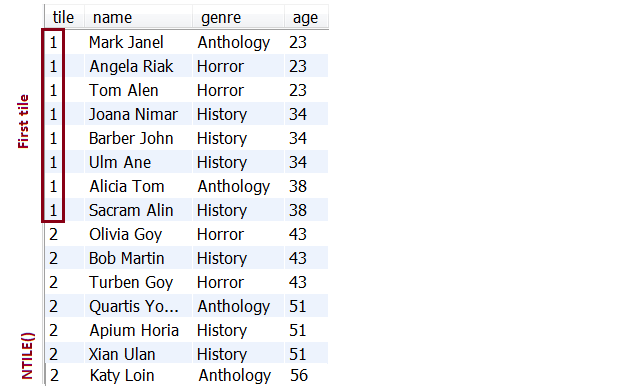 tile name genre age
1 Mark Janel Anthology 23
1 Angela Riak Horror 23
1 Tom Alen Horror 23
1 Joana Nimar History 34
1 Barber John History 34
1 Ulm Ane History 34
1 Alicia Tom Anthology 38
1 Sacram Alin History 38
2 Olivia Goy Horror 43
2 Bob Martin History 43
2 Turben Goy Horror 43
2 Quartis Yo... Anthology 51
2 Apium Horia History 51
2 Xian Ulan History 51
2 Katy Loin Anthology 56
First tile
NTILE()